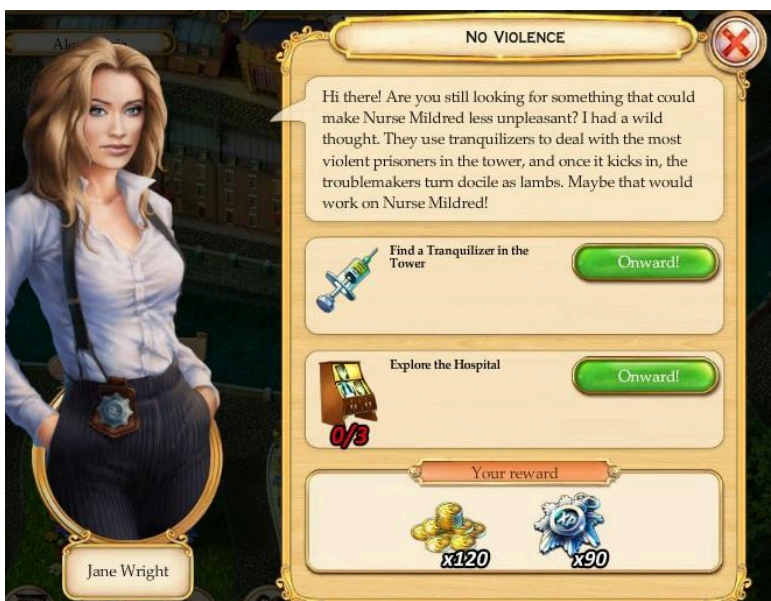 No Violence
Hi there! Are you still looking for something that could
make Nurse Mildred less unpleasant? I had a wild
thought. They use tranquilizers to deal with the most
violent prisoners in the tower, and once it kicks in, the
troublemakers turn docile as lambs. Maybe that would
work on Nurse Mildred!
Find a Tranquilizer in the
Tower
Onward!
Explore the Hospital
Onward!
0/3
Your reward
XP
x120
x90
Jane Wright